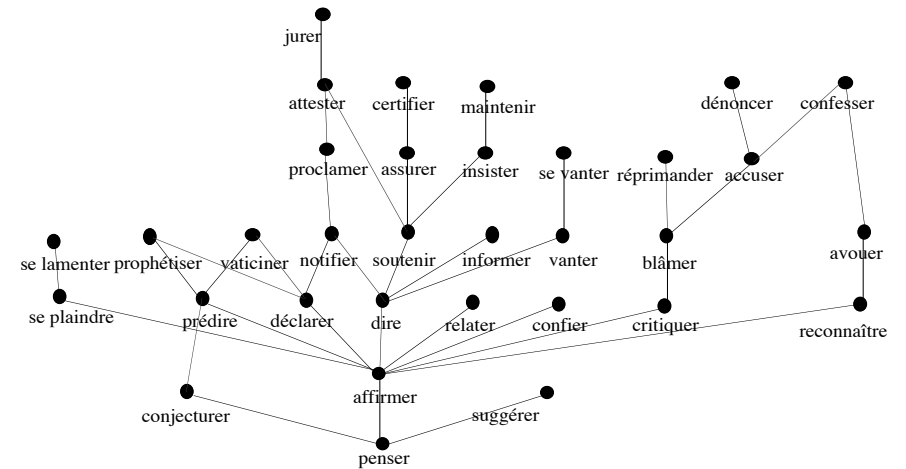 jurer
attester
certifier
maintenir
dénoncer
confesser
proclamer
assurer
insister
se vanter
réprimander
accuser
se lamenter
prophétiser
vaticiner
notifier
soutenir
informer
vanter
blâmer
avouer
se plaindre
prédire
déclarer
dire
relater
confier
critiquer
reconnaître
affirmer
conjecturer
suggérer
penser